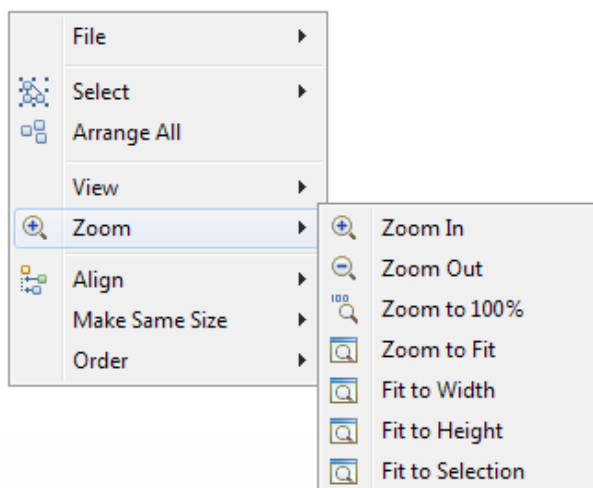 File
Select
Arrange All
View
Zoom
Align
Make Same Size
Order
Zoom In
Zoom Out
100
Zoom to 100%
Zoom to Fit
Fit to Width
Fit to Height
Fit to Selection